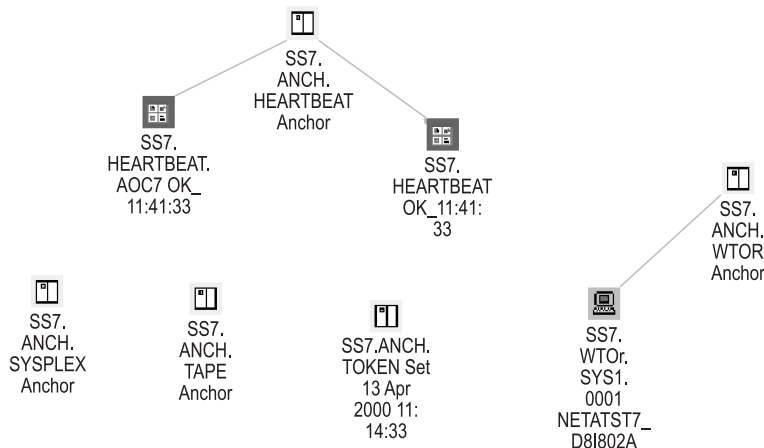 SS7.
ANCH.
HEARTBEAT
Anchor
SS7.
HEARTBEAT.
AOC7 OK_
11:41:33
SS7.
HEARTBEAT
OK_11:41:
33
SS7.
ANCH.
WTOR
Anchor
SS7.
ANCH.
SYSPLEX
Anchor
SS7.
ANCH.
TAPE
Anchor
SS7.ANCH.
TOKEN Set
13 Apr
2000 11:
14:33
SS7.
WTOr.
SYS1.
0001
NETATST7_
D8I802A